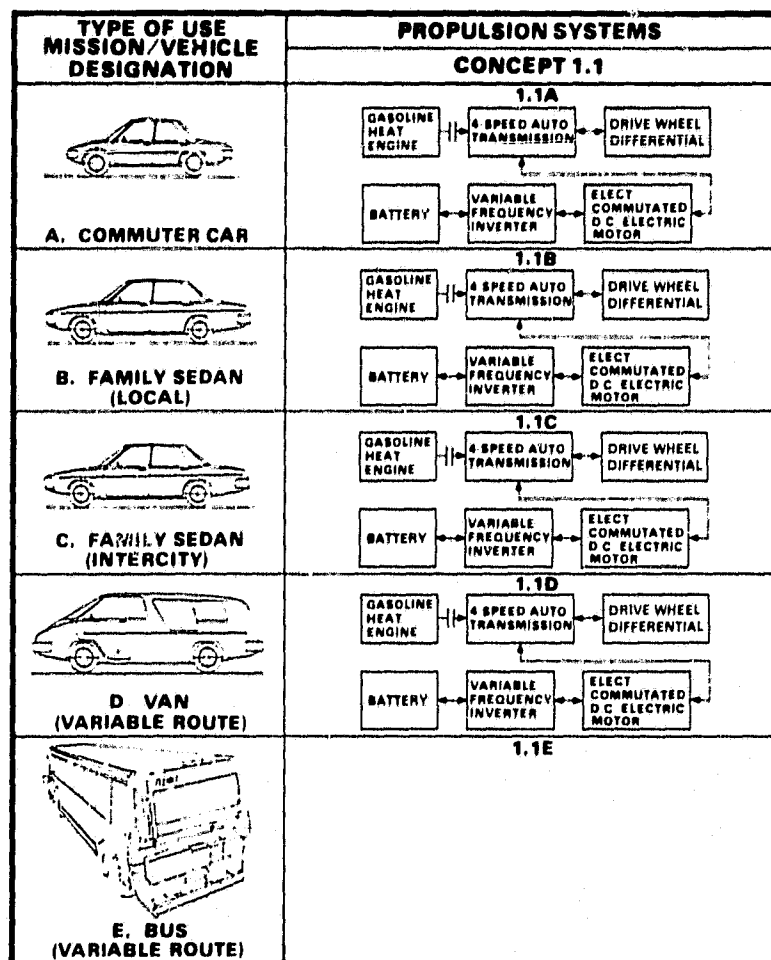 TYPE OF USE
MISSION/VEHICLE
DESIGNATION
PROPULSION SYSTEMS
CONCEPT 1.1
A. COMMUTER CAR
1.1A
GASOLINE
HEAT
ENGINE
4-SPEED AUTO
TRANSMISSION
DRIVE WHEEL
DIFFERENTIAL
BATTERY
VARIABLE
FREQUENCY
INVERTER
ELECT
COMMUTATED
D.C. ELECTRIC
MOTOR
B. FAMILY SEDAN
(LOCAL)
1.1B
GASOLINE
HEAT
ENGINE
4 SPEED AUTO
TRANSMISSION
DRIVE WHEEL
DIFFERENTIAL
BATTERY
VARIABLE
FREQUENCY
INVERTER
ELECT
COMMUTATED
D C ELECTRIC
MOTOR
C. FAMILY SEDAN
(INTERCITY)
1.1C
GASOLINE
HEAT
ENGINE
4-SPEED AUTO
TRANSMISSION
DRIVE WHEEL
DIFFERENTIAL
BATTERY
VARIABLE
FREQUENCY
INVERTER
ELECT
COMMUTATED
D C ELECTRIC
MOTOR
D VAN
(VARIABLE ROUTE)
1.1D
GASOLINE
HEAT
ENGINE
4 SPEED AUTO
TRANSMISSION
DRIVE WHEEL
DIFFERENTIAL
BATTERY
VARIABLE
FREQUENCY
INVERTER
ELECT
COMMUTATED
D C ELECTRIC
MOTOR
E. BUS
(VARIABLE ROUTE)
1.1E